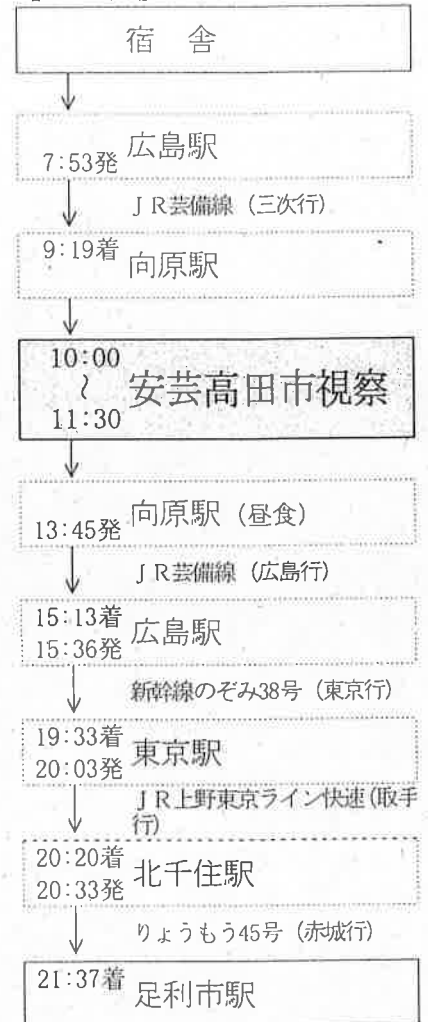 宿 舎
広島駅
7:53発
ＪＲ芸備線（三次行）
9:19着
向原駅
10:00
～
11:30
安芸高田市視察
向原駅（昼食）
13:45発
ＪＲ芸備線（広島行）
15:13着
15:36発
広島駅
新幹線のぞみ38号（東京行）
19:33着
20:03発
東京駅
ＪＲ上野東京ライン快速(取手
行)
20:20着
20:33発
北千住駅
りょうもう45号（赤城行）
21:37着
足利市駅